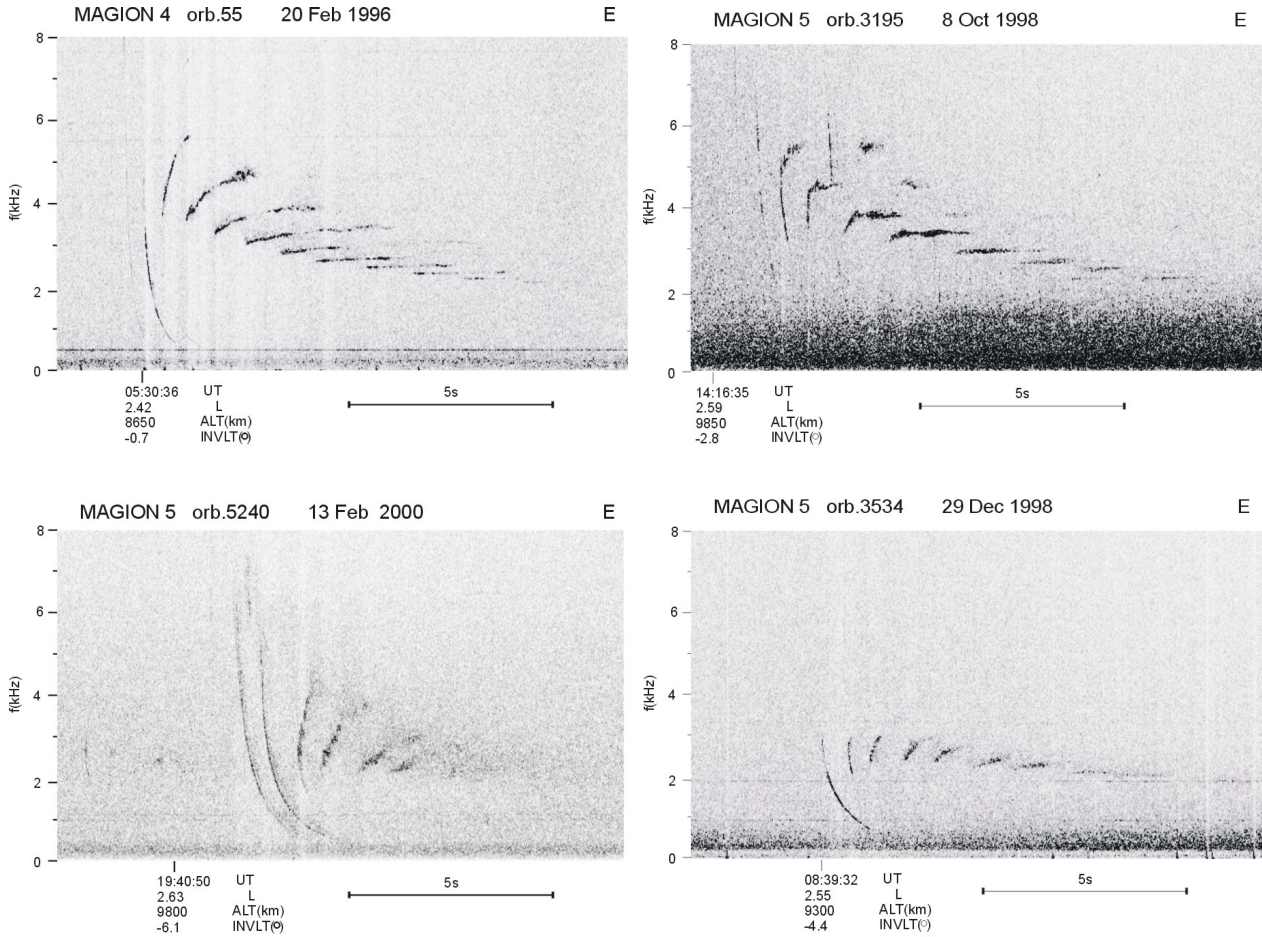 MAGION 4 orb.55 20 Feb 1996 E
8
6
4
2
0
f(kHz)
05:30:36 UT
2.42 L
8650 ALT(km)
-0.7 INVLT(o)
5s
MAGION 5 orb.3195 8 Oct 1998 E
8
6
4
2
0
f(kHz)
14:16:35 UT
2.59 L
9850 ALT(km)
-2.8 INVLT(○)
5s
MAGION 5 orb.5240 13 Feb 2000 E
8
6
4
2
0
f(kHz)
19:40:50 UT
2.63 L
9800 ALT(km)
-6.1 INVLT(o)
5s
MAGION 5 orb.3534 29 Dec 1998 E
8
6
4
2
0
f(kHz)
08:39:32 UT
2.55 L
9300 ALT(km)
-4.4 INVLT(○)
5s